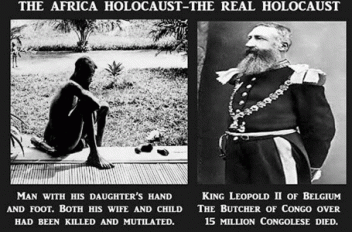 THE AFRICA HOLOCAUST-THE REAL HOLOCAUST
MAN WITH HIS DAUGHTER'S HAND
AND FOOT. BOTH HIS WIFE AND CHILD
HAD BEEN KILLED AND MUTILATED.
KING LEOPOLD II OF BELGIUM
THE BUTCHER OF CONGO OVER
15 MILLION CONGOLESE DIED.